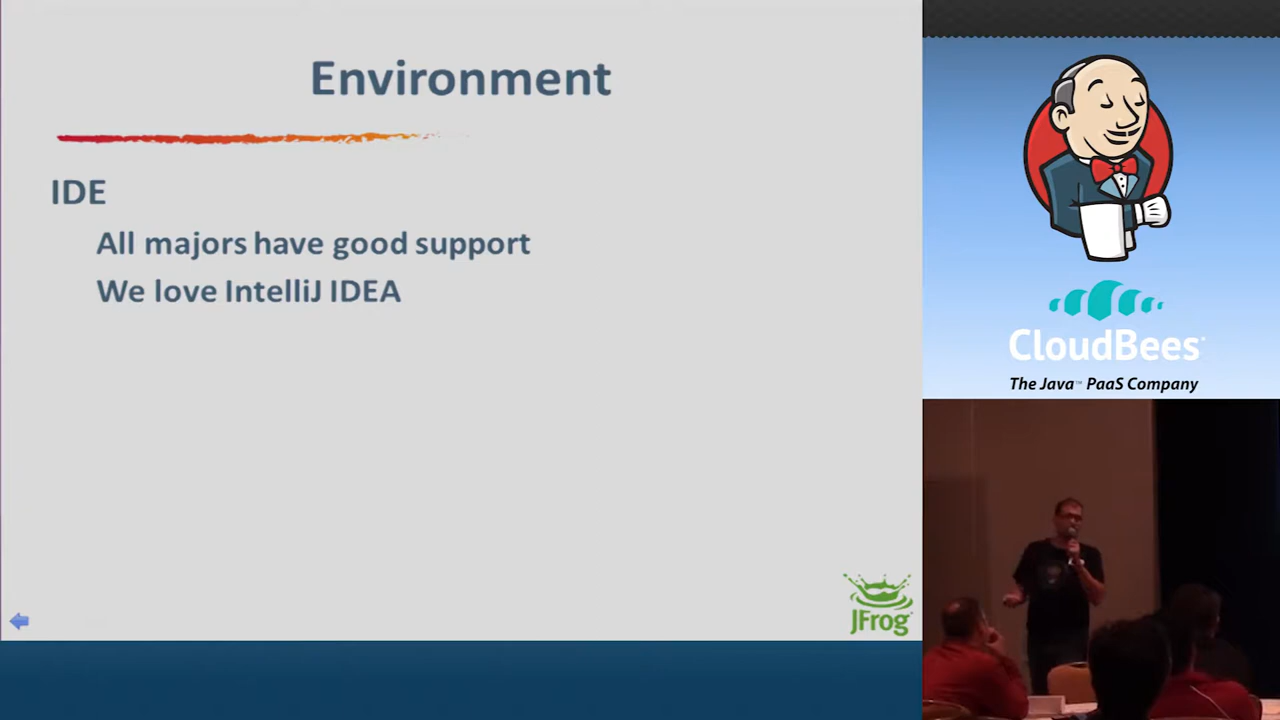 Environment
IDE
All majors have good support
We love IntelliJ IDEA
JFrog
CloudBees
The Java™ PaaS Company